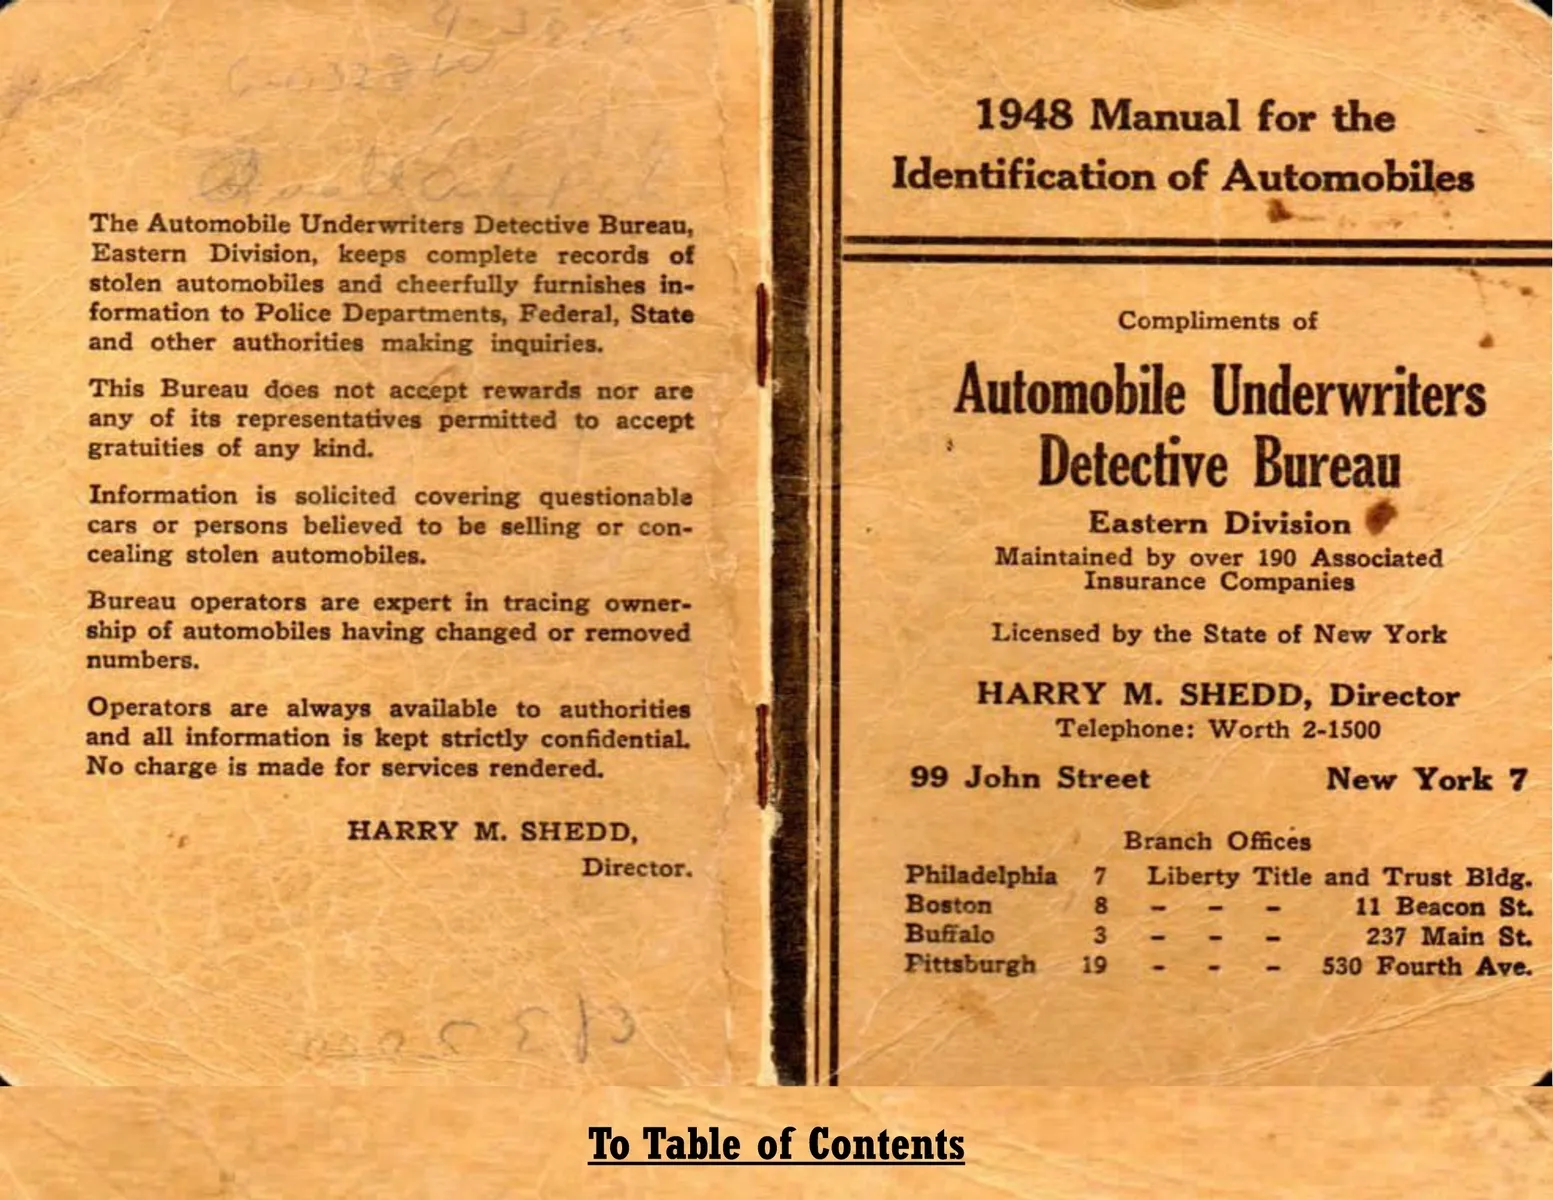 The Automobile Underwriters Detective Bureau,
Eastern Division, keeps complete records of
stolen automobiles and cheerfully furnishes in-
formation to Police Departments, Federal, State
and other authorities making inquiries.
This Bureau does not accept rewards nor are
any of its representatives permitted to accept
gratuities of any kind.
Information is solicited covering questionable
cars or persons believed to be selling or con-
cealing stolen automobiles.
Bureau operators are expert in tracing owner-
ship of automobiles having changed or removed
numbers.
Operators are always available to authorities
and all information is kept strictly confidential.
No charge is made for services rendered.
HARRY M. SHEDD,
Director.
1948 Manual for the
Identification of Automobiles
Compliments of
Automobile Underwriters
Detective Bureau
Eastern Division
Maintained by over 190 Associated
Insurance Companies
Licensed by the State of New York
HARRY M. SHEDD, Director
Telephone: Worth 2-1500
99 John Street New York 7
Branch Offices
Philadelphia 7 Liberty Title and Trust Bldg.
Boston 8 - - - 11 Beacon St.
Buffalo 3 - - - 237 Main St.
Pittsburgh 19 - - - 530 Fourth Ave.
To Table of Contents